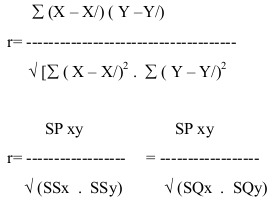 ∑ (X – X/) ( Y –Y/)
r= --------------------------------------
√ [∑ ( X – X/)² . ∑ ( Y – Y/)²
SP xy SP xy
r= ------------------ = ------------------
√ (SSx . SSy) √ (SQx . SQy)